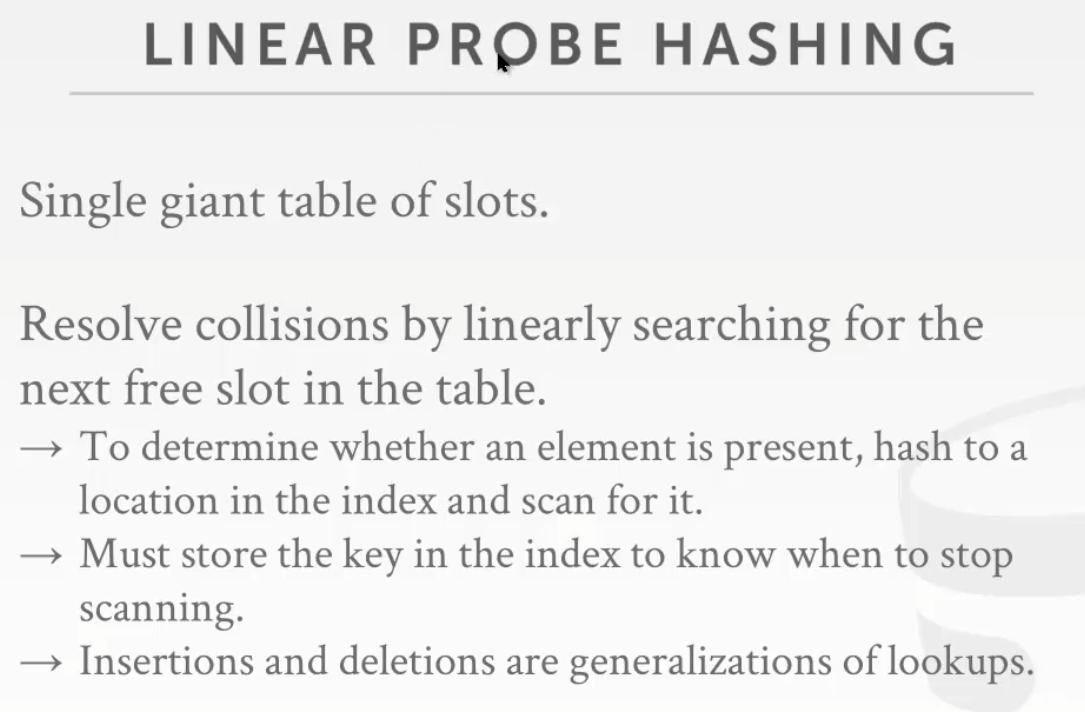 LINEAR PROBE HASHING
Single giant table of slots.
Resolve collisions by linearly searching for the
next free slot in the table.
→ To determine whether an element is present, hash to a
location in the index and scan for it.
→ Must store the key in the index to know when to stop
scanning.
→ Insertions and deletions are generalizations of lookups.